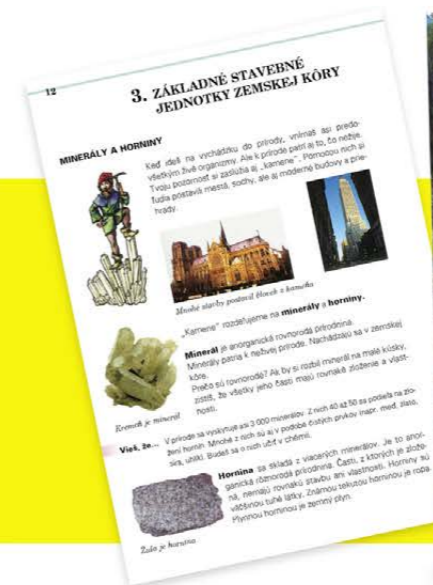 12
3. ZÁKLADNÉ STAVEBNÉ
JEDNOTKY ZEMSKEJ KÔRY
MINERÁLY A HORNINY
Keď ideš na vychádzku do prírody, vnímaš asi predo-
všetkým živé organizmy. Ale k prírode patrí aj to, čo nežije.
Tvoju pozornosť si zaslúžia aj „kamene“. Pomocou nich si
ľudia postavili mestá, sochy, ale aj moderné budovy a prie-
hrady.
Mnohé stavby postavil človek z kameňa
„Kamene“ rozdeľujeme na minerály a horniny.
Minerál je anorganická rovnorodá prírodnina.
Minerály patria k neživej prírode. Nachádzajú sa v zemskej
kôre.
Prečo sú rovnorodé? Ak by si rozbil minerál na malé kúsky,
zistíš, že všetky jeho časti majú rovnaké zloženie a vlast-
nosti.
Kremeň je minerál
Vieš, že... V prírode sa vyskytuje asi 3 000 minerálov. Z nich 40 až 50 sa podieľa na zlo-
žení hornín. Mnohé z nich sú aj v podobe čistých prvkov (napr. meď, zlato,
síra, uhlík). Budeš sa o nich učiť v chémii.
Hornina sa skladá z viacerých minerálov. Je to anor-
ganická rôznorodá prírodnina. Časti, z ktorých je zlože-
ná, nemajú rovnakú stavbu ani vlastnosti. Horniny sú
väčšinou tuhé látky. Známou tekutou horninou je ropa.
Plynnou horninou je zemný plyn.
Žula je hornina